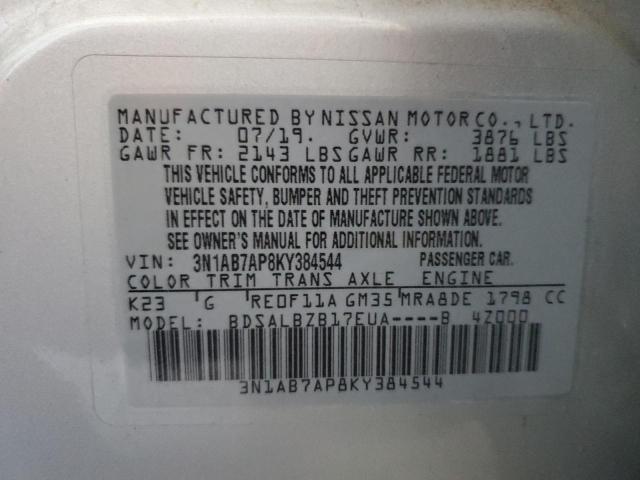 MANUFACTURED BY NISSAN MOTOR CO., LTD.
DATE: 07/19. GVWR: 3876 LBS
GAWR FR: 2143 LBS GAWR RR: 1881 LBS
THIS VEHICLE CONFORMS TO ALL APPLICABLE FEDERAL MOTOR
VEHICLE SAFETY, BUMPER AND THEFT PREVENTION STANDARDS
IN EFFECT ON THE DATE OF MANUFACTURE SHOWN ABOVE.
SEE OWNER'S MANUAL FOR ADDITIONAL INFORMATION.
VIN: 3N1AB7AP8KY384544 PASSENGER CAR.
COLOR TRIM TRANS AXLE ENGINE
K23 G RE0F11A GM35 MRA8DE 1798 CC
MODEL: BDSALBZB17EUA----B 4Z000
3N1AB7AP8KY384544